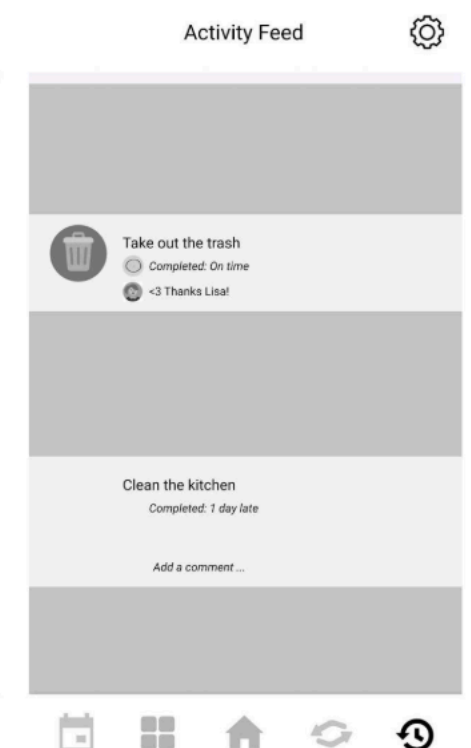 Activity Feed
Take out the trash
Completed: On time
<3 Thanks Lisa!
Clean the kitchen
Completed: 1 day late
Add a comment ...